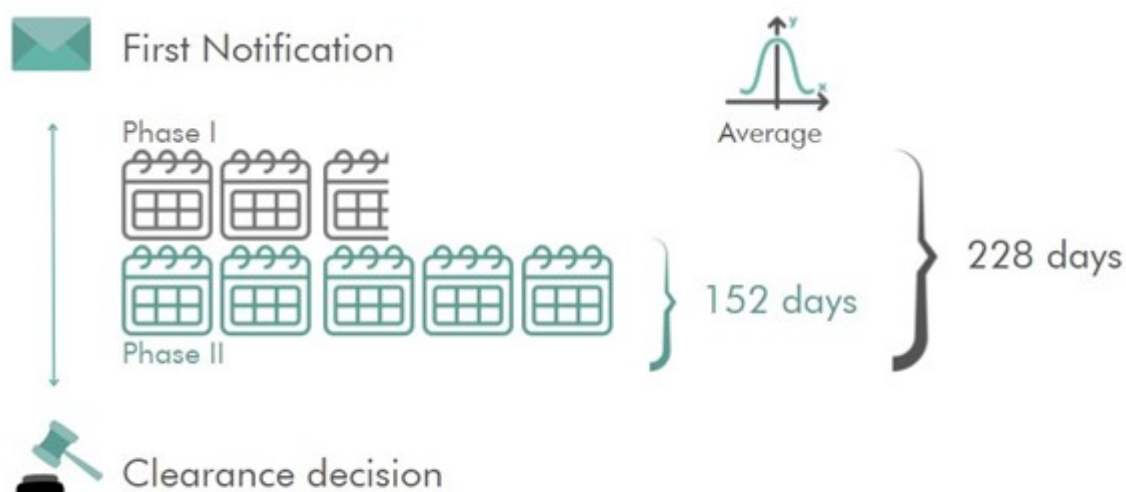 First Notification
y
x
Average
Phase I
228 days
152 days
Phase II
Clearance decision